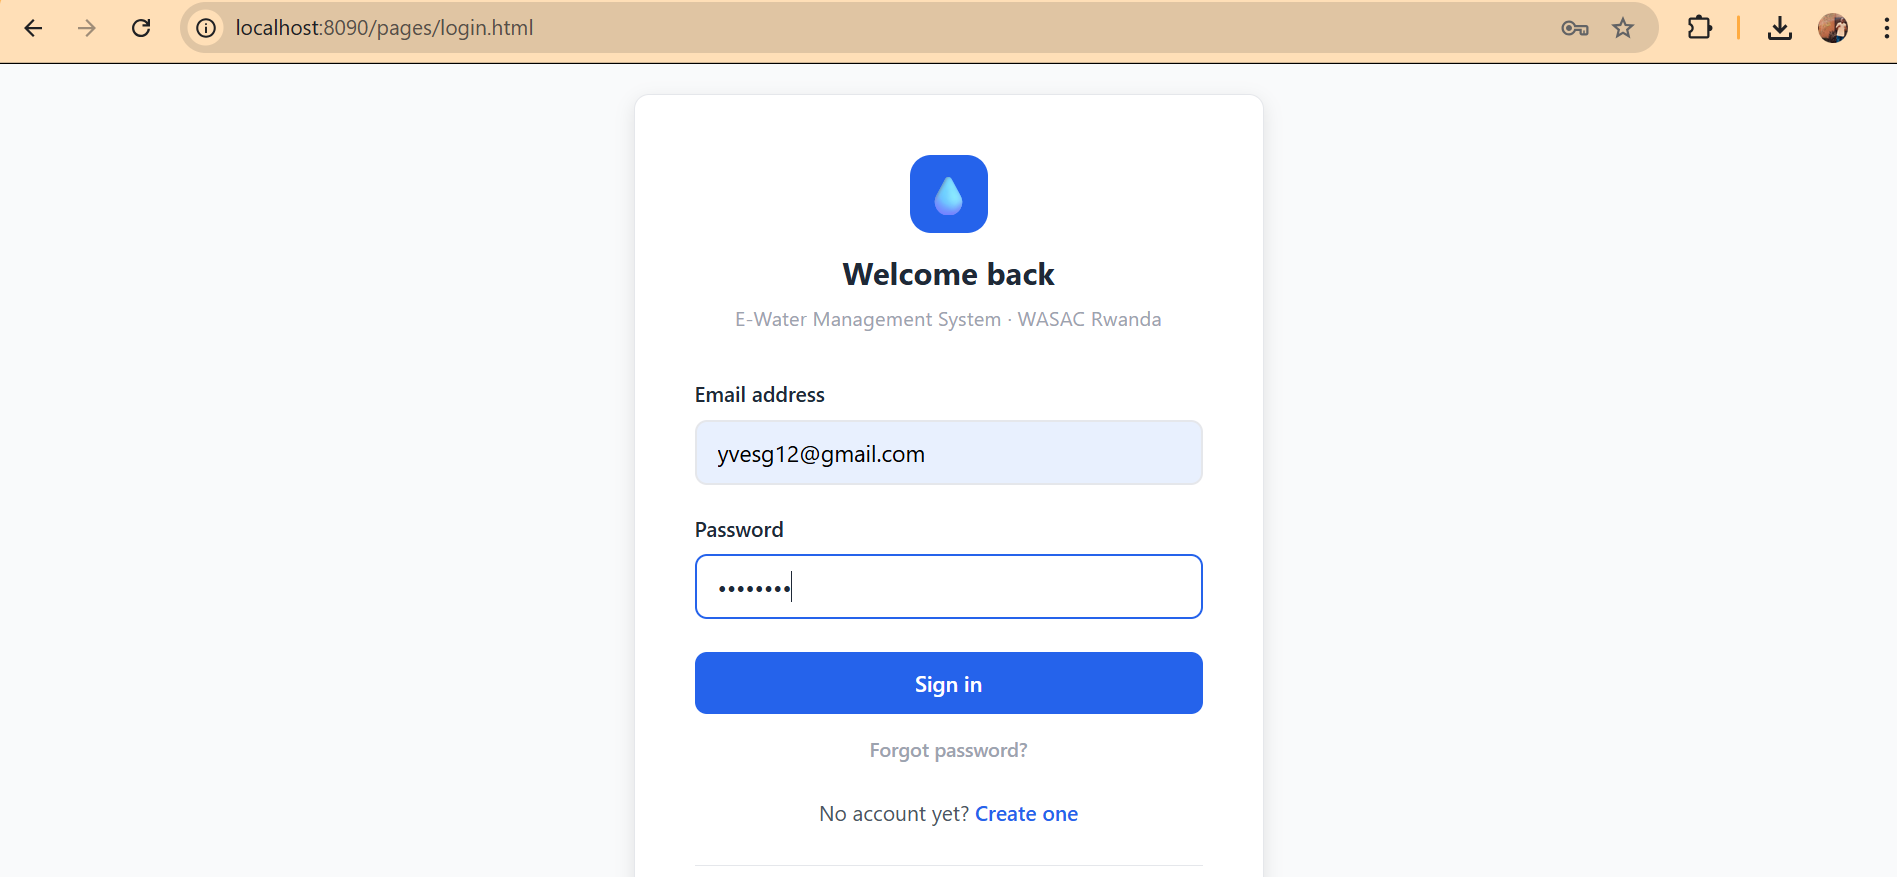 localhost:8090/pages/login.html
Welcome back
E-Water Management System · WASAC Rwanda
Email address
yvesg12@gmail.com
Password
••••••••
Sign in
Forgot password?
No account yet? Create one